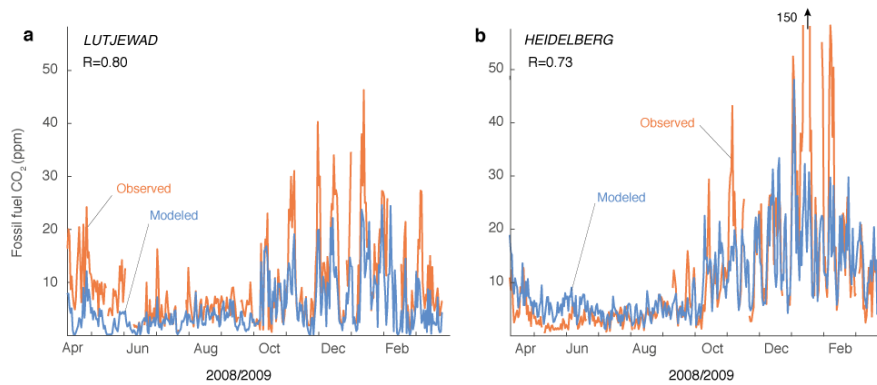 a
LUTJEWAD
R=0.80
50
40
30
20
10
Fossil fuel CO2 (ppm)
Observed
Modeled
Apr Jun Aug Oct Dec Feb
2008/2009
b
HEIDELBERG
R=0.73
150
50
40
30
20
10
Observed
Modeled
Apr Jun Aug Oct Dec Feb
2008/2009